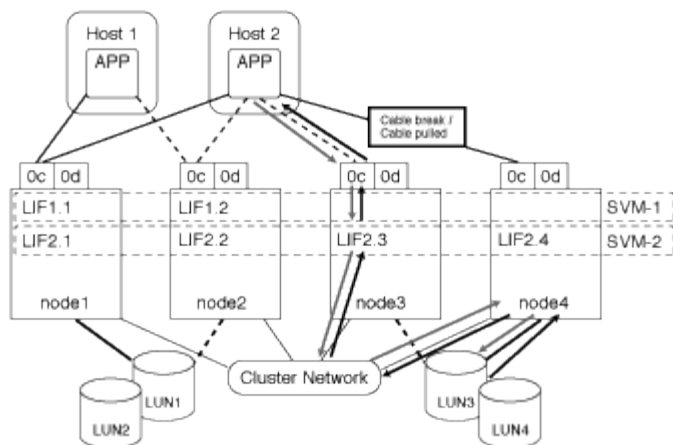 Host 1
Host 2
APP
APP
Cable break /
Cable pulled
0c 0d
0c 0d
0c 0d
0c 0d
LIF1.1
LIF1.2
SVM-1
LIF2.1
LIF2.2
LIF2.3
LIF2.4
SVM-2
node1
node2
node3
node4
Cluster Network
LUN1
LUN3
LUN2
LUN4